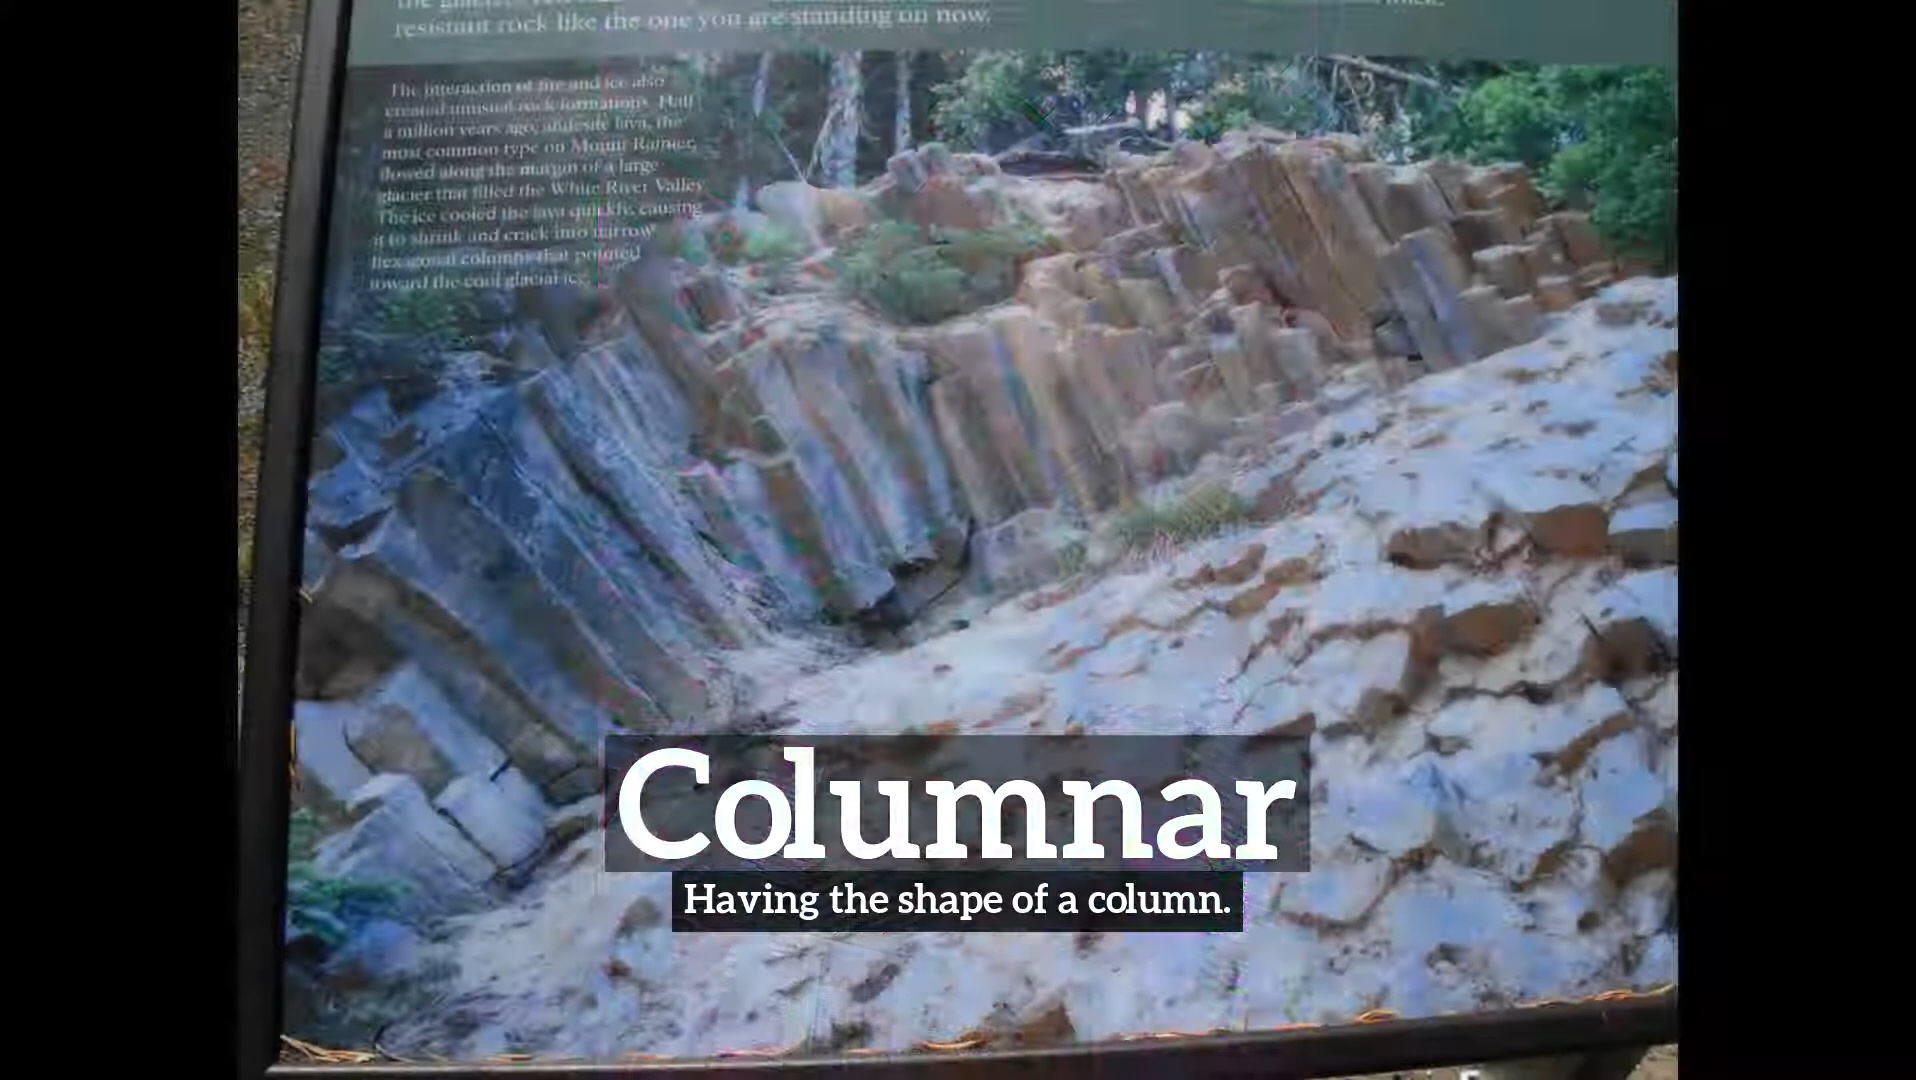 resistant rock like the one you are standing on now.
The interaction of fire and ice also
created unusual rock formations. Half
a million years ago, andesite lava, the
most common type on Mount Rainier,
flowed along the margin of a large
glacier that filled the White River Valley.
The ice cooled the lava quickly, causing
it to shrink and crack into narrow
hexagonal columns that pointed
toward the cool glacial ice.
Columnar
Having the shape of a column.